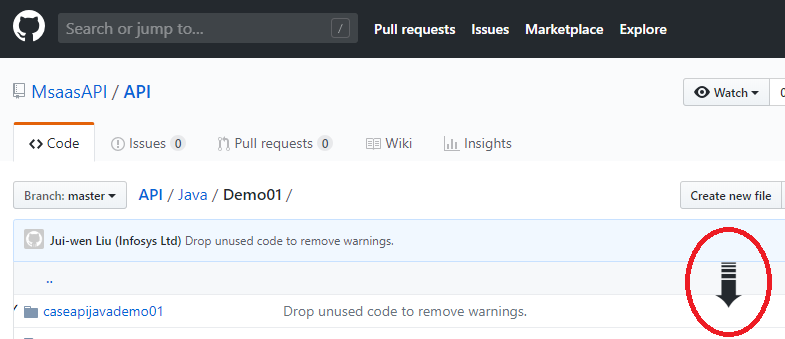 Search or jump to... / Pull requests Issues Marketplace Explore
MsaasAPI / API Watch
Code Issues 0 Pull requests 0 Wiki Insights
Branch: master API / Java / Demo01 / Create new file
Jui-wen Liu (Infosys Ltd) Drop unused code to remove warnings.
..
caseapijavademo01 Drop unused code to remove warnings.